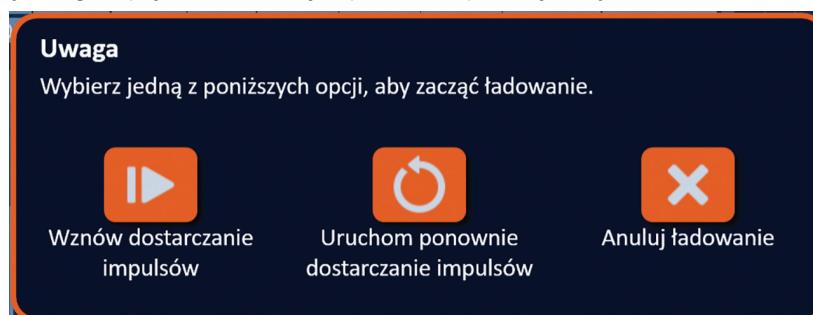 Uwaga
Wybierz jedną z poniższych opcji, aby zacząć ładowanie.
Wznów dostarczanie
impulsów
Uruchom ponownie
dostarczanie impulsów
Anuluj ładowanie